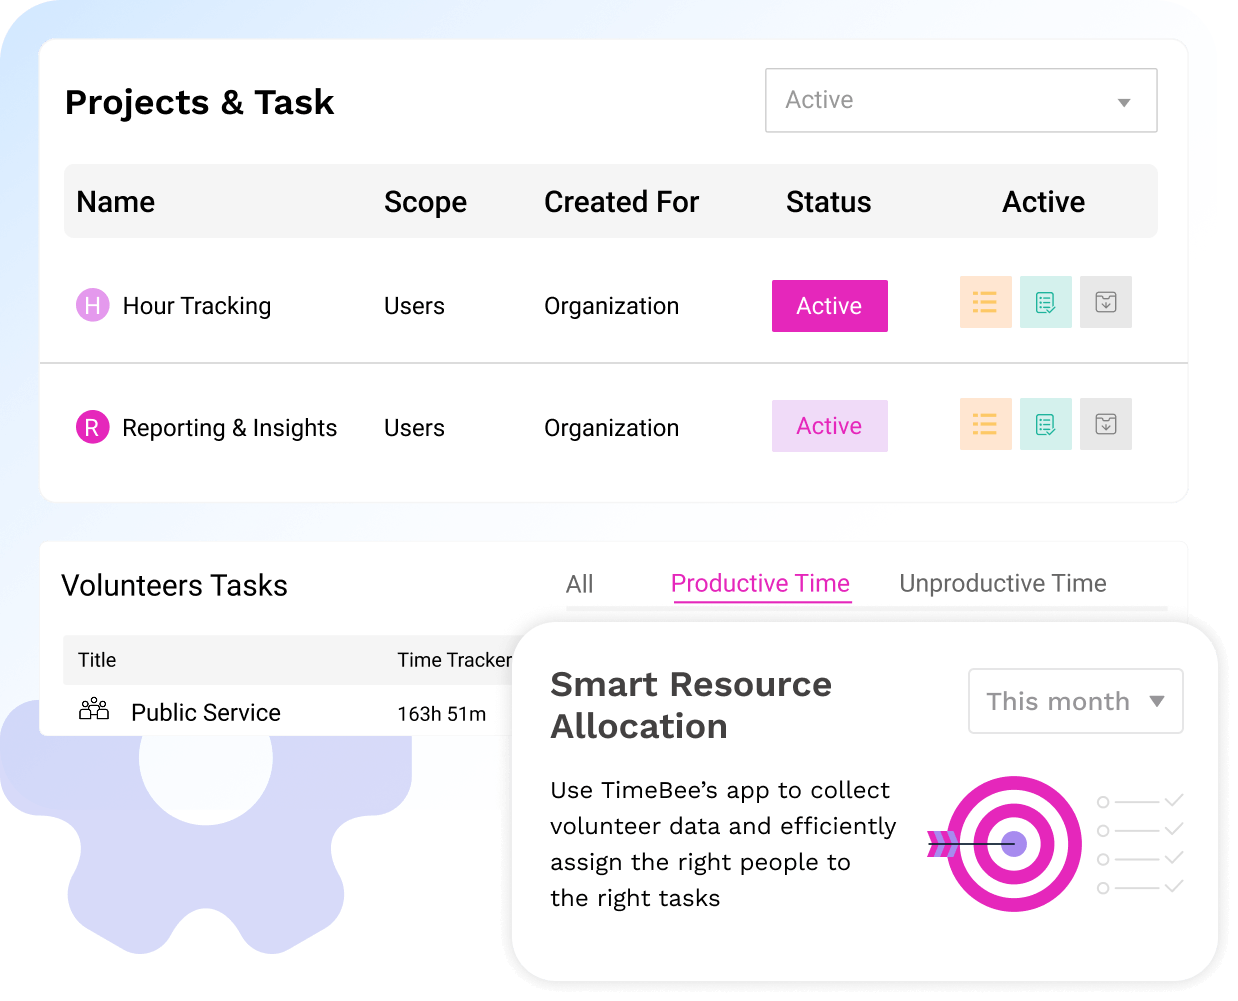 Projects & Task
Active
Name Scope Created For Status Active
H Hour Tracking Users Organization Active
R Reporting & Insights Users Organization Active
Volunteers Tasks
All Productive Time Unproductive Time
Title Time Tracker
Public Service 163h 51m
Smart Resource
Allocation
This month
Use TimeBee’s app to collect
volunteer data and efficiently
assign the right people to
the right tasks